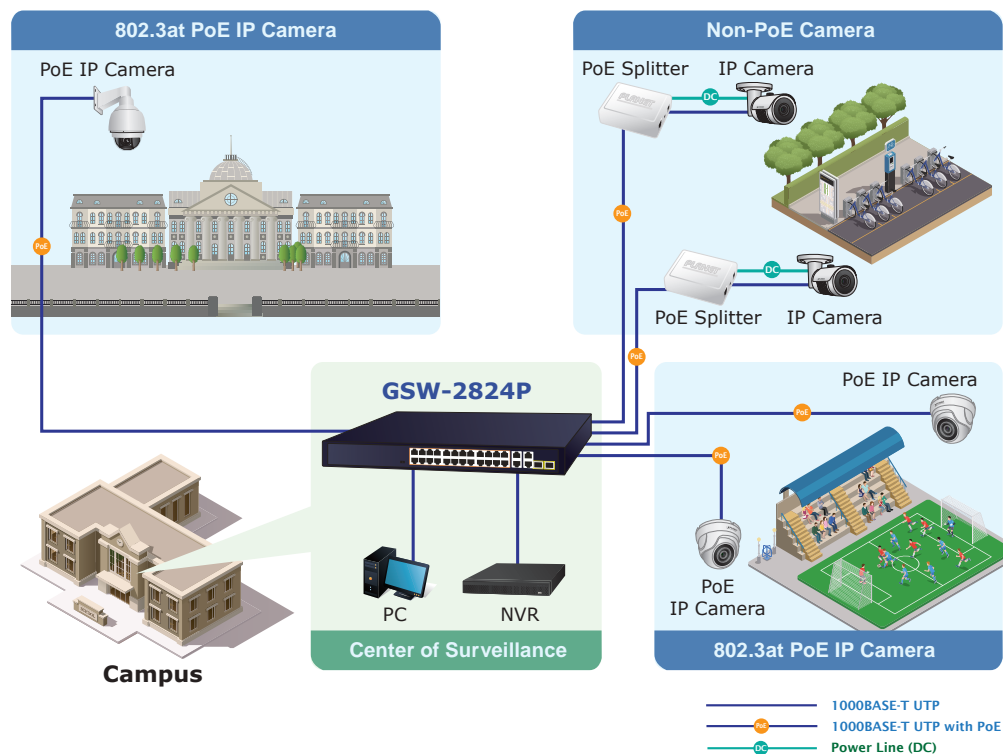 802.3at PoE IP Camera
PoE IP Camera
PoE
Non-PoE Camera
PoE Splitter
IP Camera
PLANET
DC
PoE
PLANET
DC
PoE Splitter
IP Camera
PoE
GSW-2824P
PC
NVR
Center of Surveillance
Campus
PoE IP Camera
PoE
PoE
PoE
IP Camera
802.3at PoE IP Camera
1000BASE-T UTP
PoE
1000BASE-T UTP with PoE
DC
Power Line (DC)